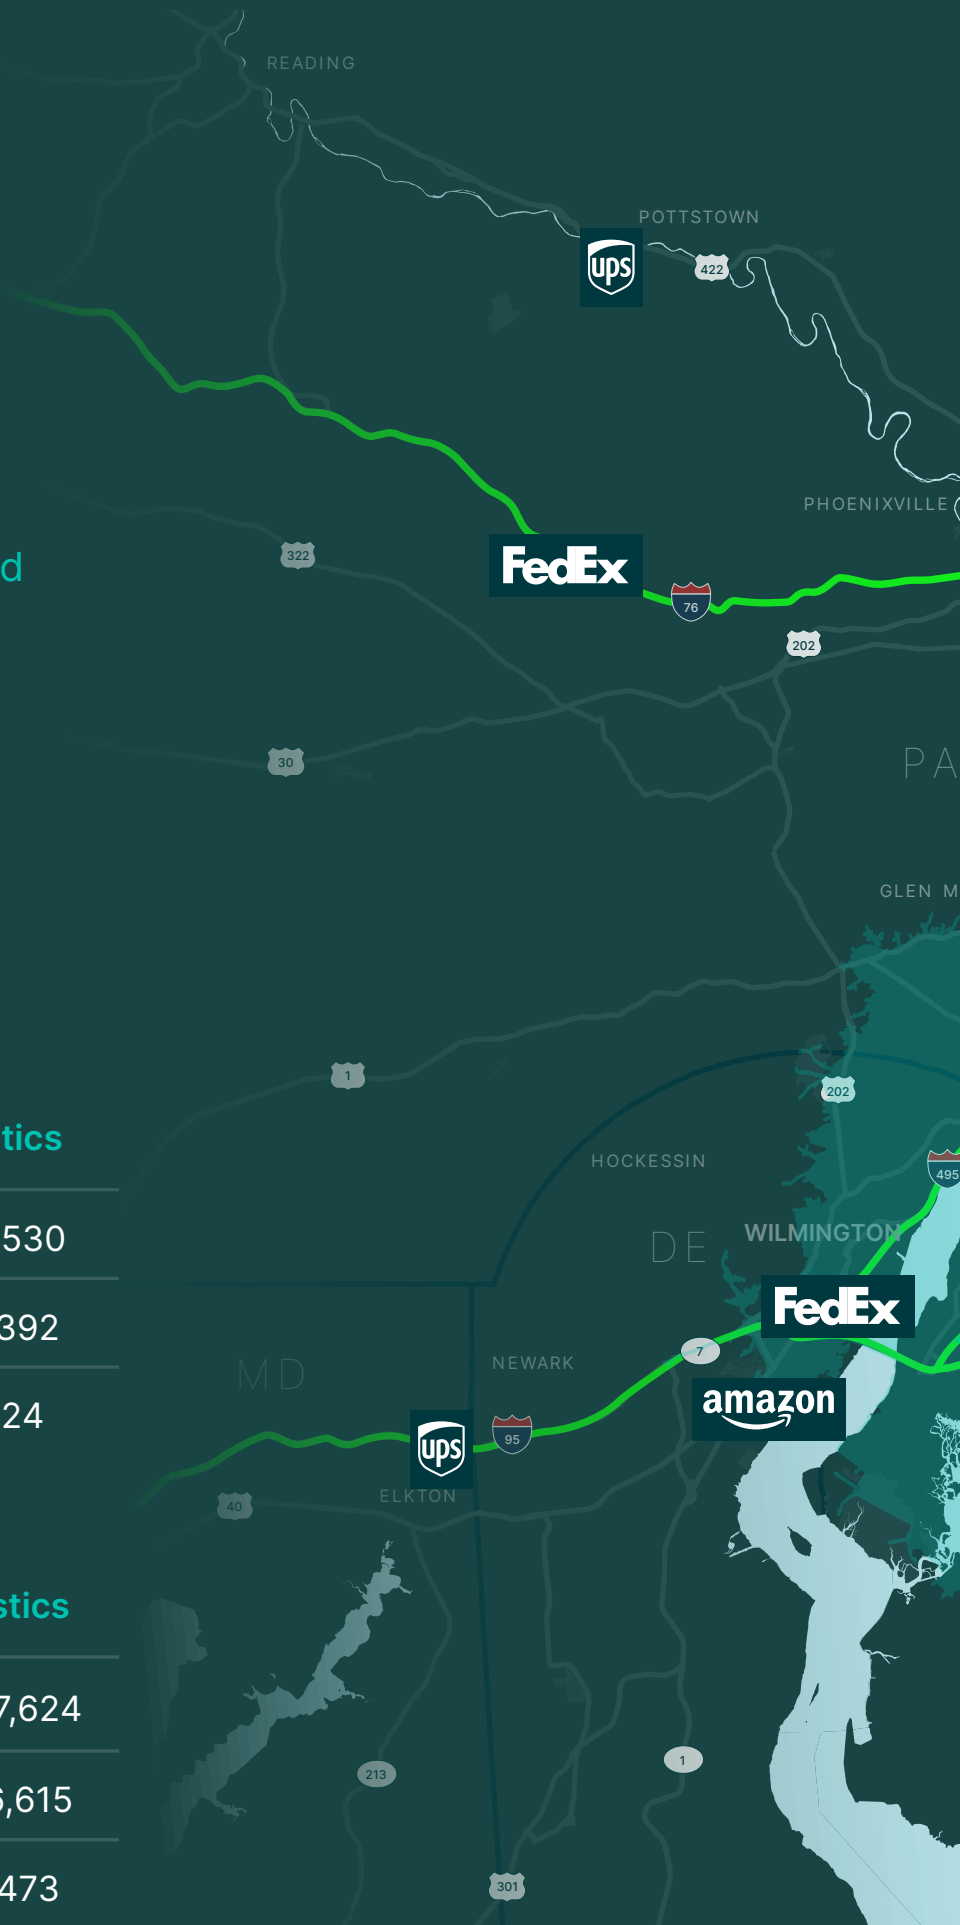 READING
POTTSTOWN
ups
422
PHOENIXVILLE
322
d
FedEx
76
202
30
PA
GLEN M
1
202
tics
HOCKESSIN
495
530
WILMINGTON
DE
FedEx
392
7
NEWARK
MD
amazon
24
ups
95
ELKTON
40
stics
7,624
213
1
6,615
473
301